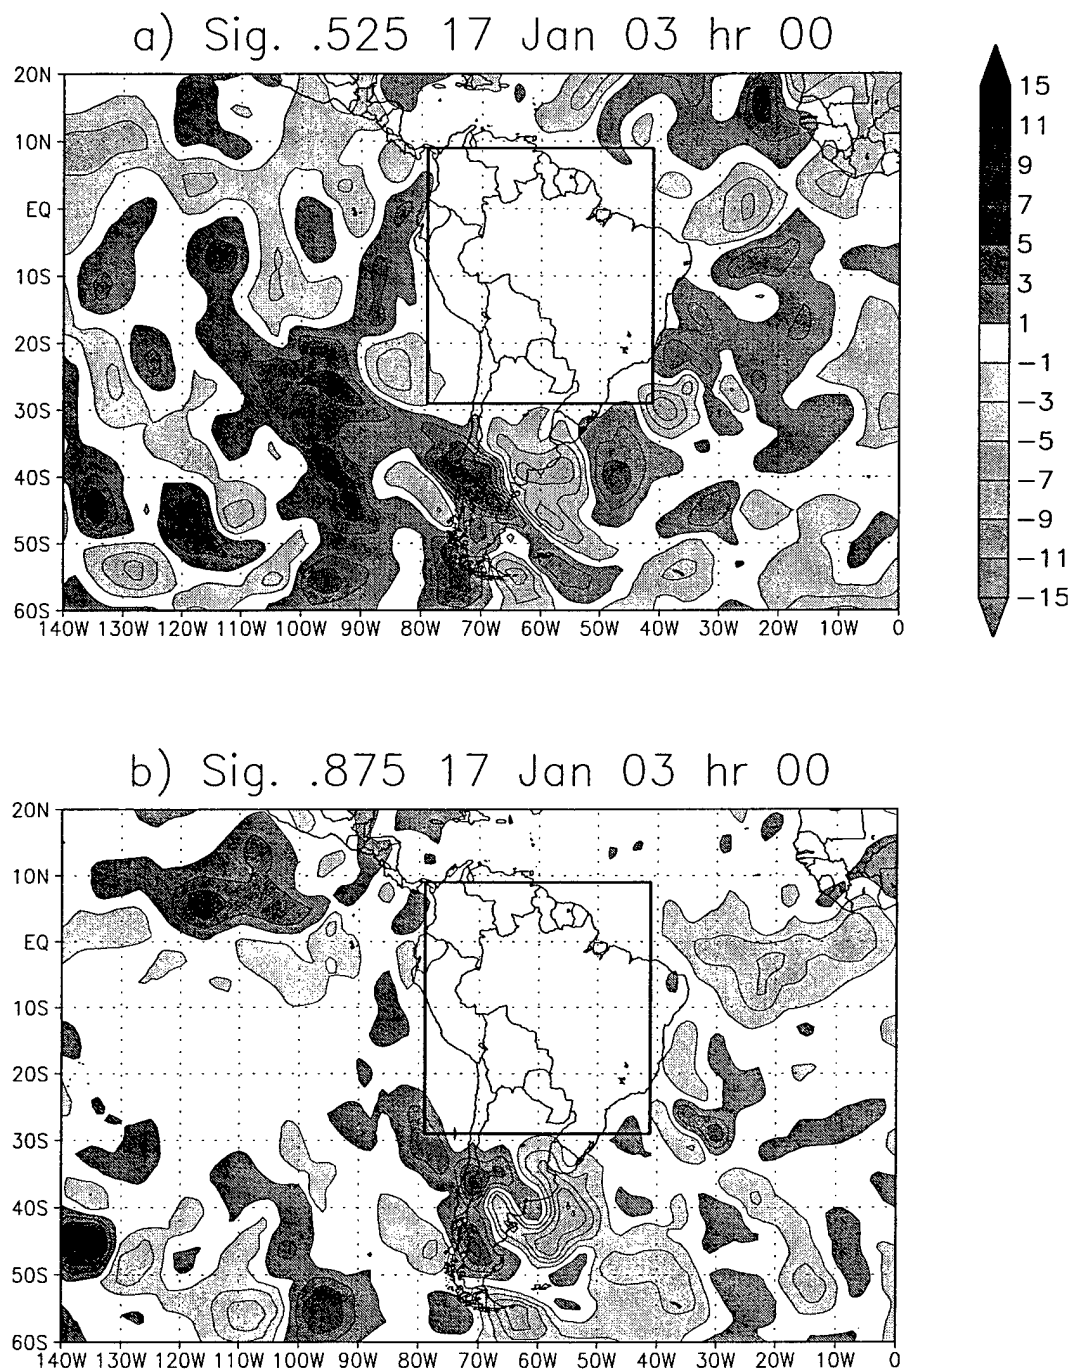 a) Sig. .525 17 Jan 03 hr 00
20N
10N
EQ
10S
20S
30S
40S
50S
60S
140W 130W 120W 110W 100W 90W 80W 70W 60W 50W 40W 30W 20W 10W 0
15
11
9
7
5
3
1
−1
−3
−5
−7
−9
−11
−15
b) Sig. .875 17 Jan 03 hr 00
20N
10N
EQ
10S
20S
30S
40S
50S
60S
140W 130W 120W 110W 100W 90W 80W 70W 60W 50W 40W 30W 20W 10W 0